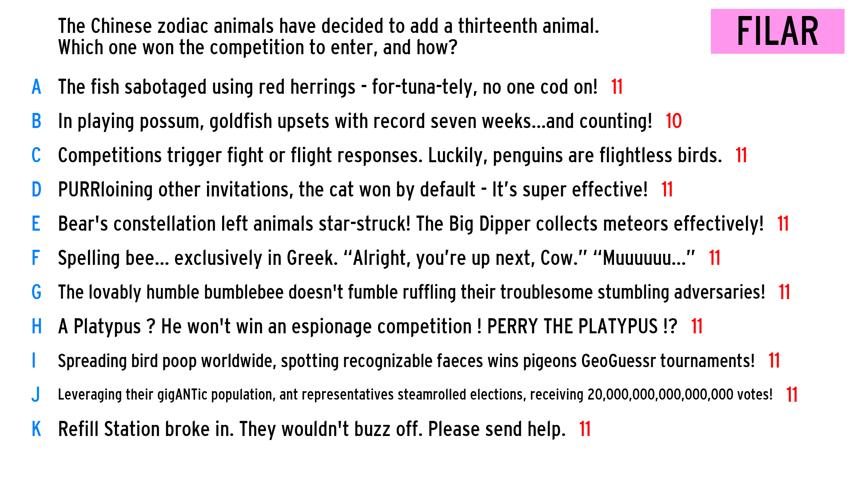 The Chinese zodiac animals have decided to add a thirteenth animal.
Which one won the competition to enter, and how?
FILAR
A The fish sabotaged using red herrings - for-tuna-tely, no one cod on! 11
B In playing possum, goldfish upsets with record seven weeks...and counting! 10
C Competitions trigger fight or flight responses. Luckily, penguins are flightless birds. 11
D PURRloining other invitations, the cat won by default - It's super effective! 11
E Bear's constellation left animals star-struck! The Big Dipper collects meteors effectively! 11
F Spelling bee... exclusively in Greek. “Alright, you're up next, Cow.” “Muuuuuu...” 11
G The lovably humble bumblebee doesn't fumble ruffling their troublesome stumbling adversaries! 11
H A Platypus ? He won't win an espionage competition ! PERRY THE PLATYPUS !? 11
I Spreading bird poop worldwide, spotting recognizable faeces wins pigeons GeoGuessr tournaments! 11
J Leveraging their gigANTic population, ant representatives steamrolled elections, receiving 20,000,000,000,000,000 votes! 11
K Refill Station broke in. They wouldn't buzz off. Please send help. 11